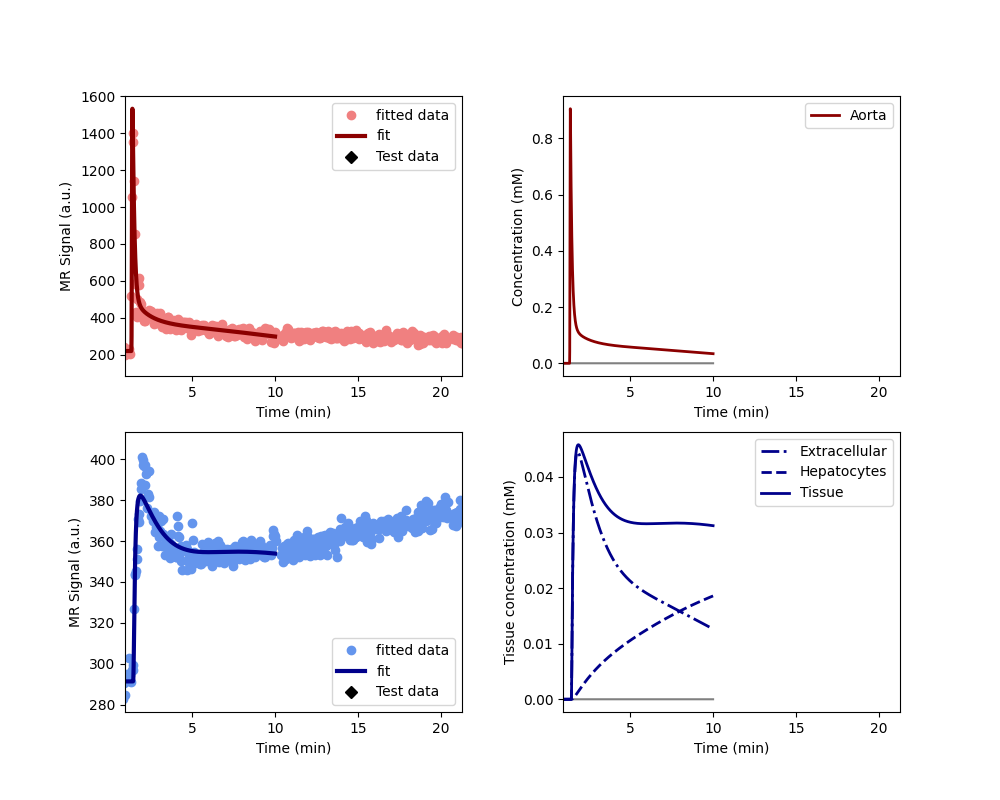 1600
1400
1200
1000
800
600
400
200
MR Signal (a.u.)
fitted data
fit
Test data
5 10 15 20
Time (min)
0.8
0.6
0.4
0.2
0.0
Concentration (mM)
Aorta
5 10 15 20
Time (min)
400
380
360
340
320
300
280
MR Signal (a.u.)
fitted data
fit
Test data
5 10 15 20
Time (min)
0.04
0.03
0.02
0.01
0.00
Tissue concentration (mM)
Extracellular
Hepatocytes
Tissue
5 10 15 20
Time (min)